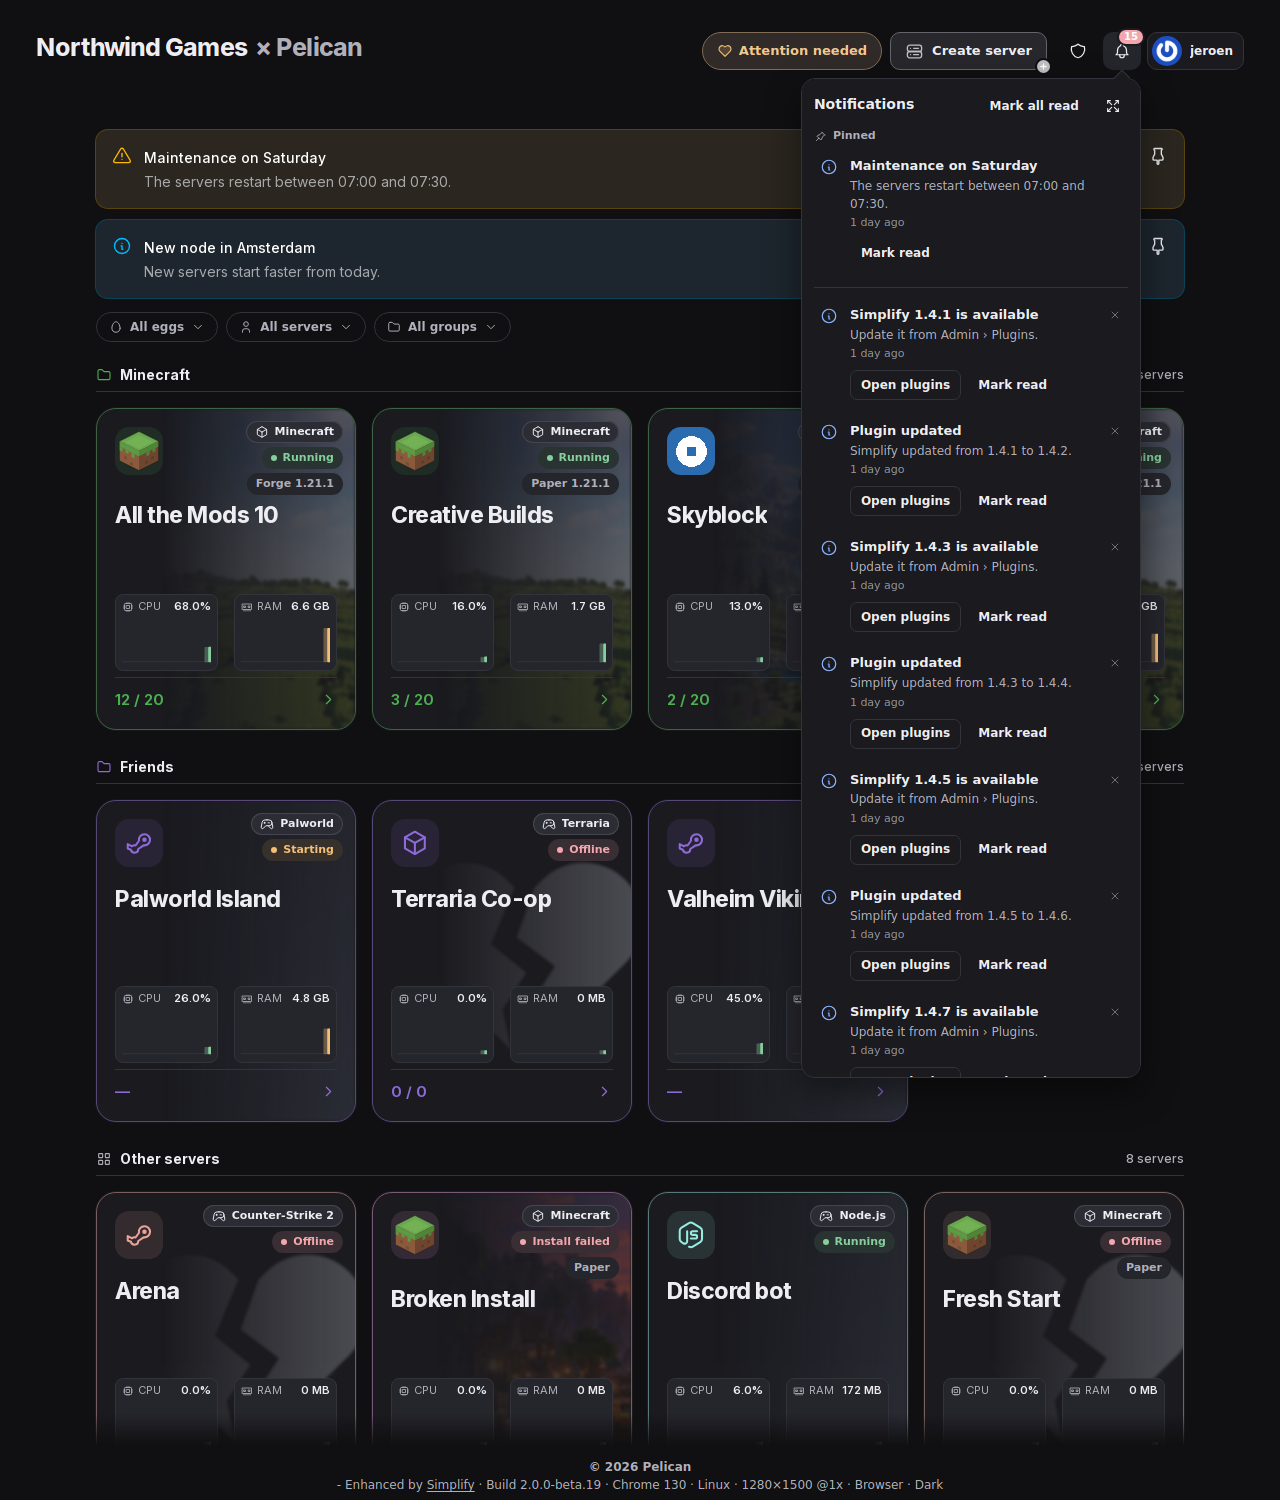 Northwind Games × Pelican
Attention needed
Create server
15
jeroen
Notifications
Mark all read
Pinned
Maintenance on Saturday
The servers restart between 07:00 and
07:30.
1 day ago
Mark read
Simplify 1.4.1 is available
Update it from Admin › Plugins.
1 day ago
Open plugins Mark read
Plugin updated
Simplify updated from 1.4.1 to 1.4.2.
1 day ago
Open plugins Mark read
Simplify 1.4.3 is available
Update it from Admin › Plugins.
1 day ago
Open plugins Mark read
Plugin updated
Simplify updated from 1.4.3 to 1.4.4.
1 day ago
Open plugins Mark read
Simplify 1.4.5 is available
Update it from Admin › Plugins.
1 day ago
Open plugins Mark read
Plugin updated
Simplify updated from 1.4.5 to 1.4.6.
1 day ago
Open plugins Mark read
Simplify 1.4.7 is available
Update it from Admin › Plugins.
1 day ago
Maintenance on Saturday
The servers restart between 07:00 and 07:30.
New node in Amsterdam
New servers start faster from today.
All eggs All servers All groups
Minecraft
servers
Minecraft
Running
Forge 1.21.1
All the Mods 10
CPU 68.0% RAM 6.6 GB
12 / 20
Minecraft
Running
Paper 1.21.1
Creative Builds
CPU 16.0% RAM 1.7 GB
3 / 20
Skyblock
CPU 13.0%
2 / 20
GB
Friends
servers
Palworld
Starting
Palworld Island
CPU 26.0% RAM 4.8 GB
—
Terraria
Offline
Terraria Co-op
CPU 0.0% RAM 0 MB
0 / 0
Valheim
CPU 45.0%
—
Other servers
8 servers
Counter-Strike 2
Offline
Arena
CPU 0.0% RAM 0 MB
Minecraft
Install failed
Paper
Broken Install
CPU 0.0% RAM 0 MB
Node.js
Running
Discord bot
CPU 6.0% RAM 172 MB
Minecraft
Offline
Paper
Fresh Start
CPU 0.0% RAM 0 MB
© 2026 Pelican
- Enhanced by Simplify · Build 2.0.0-beta.19 · Chrome 130 · Linux · 1280×1500 @1x · Browser · Dark